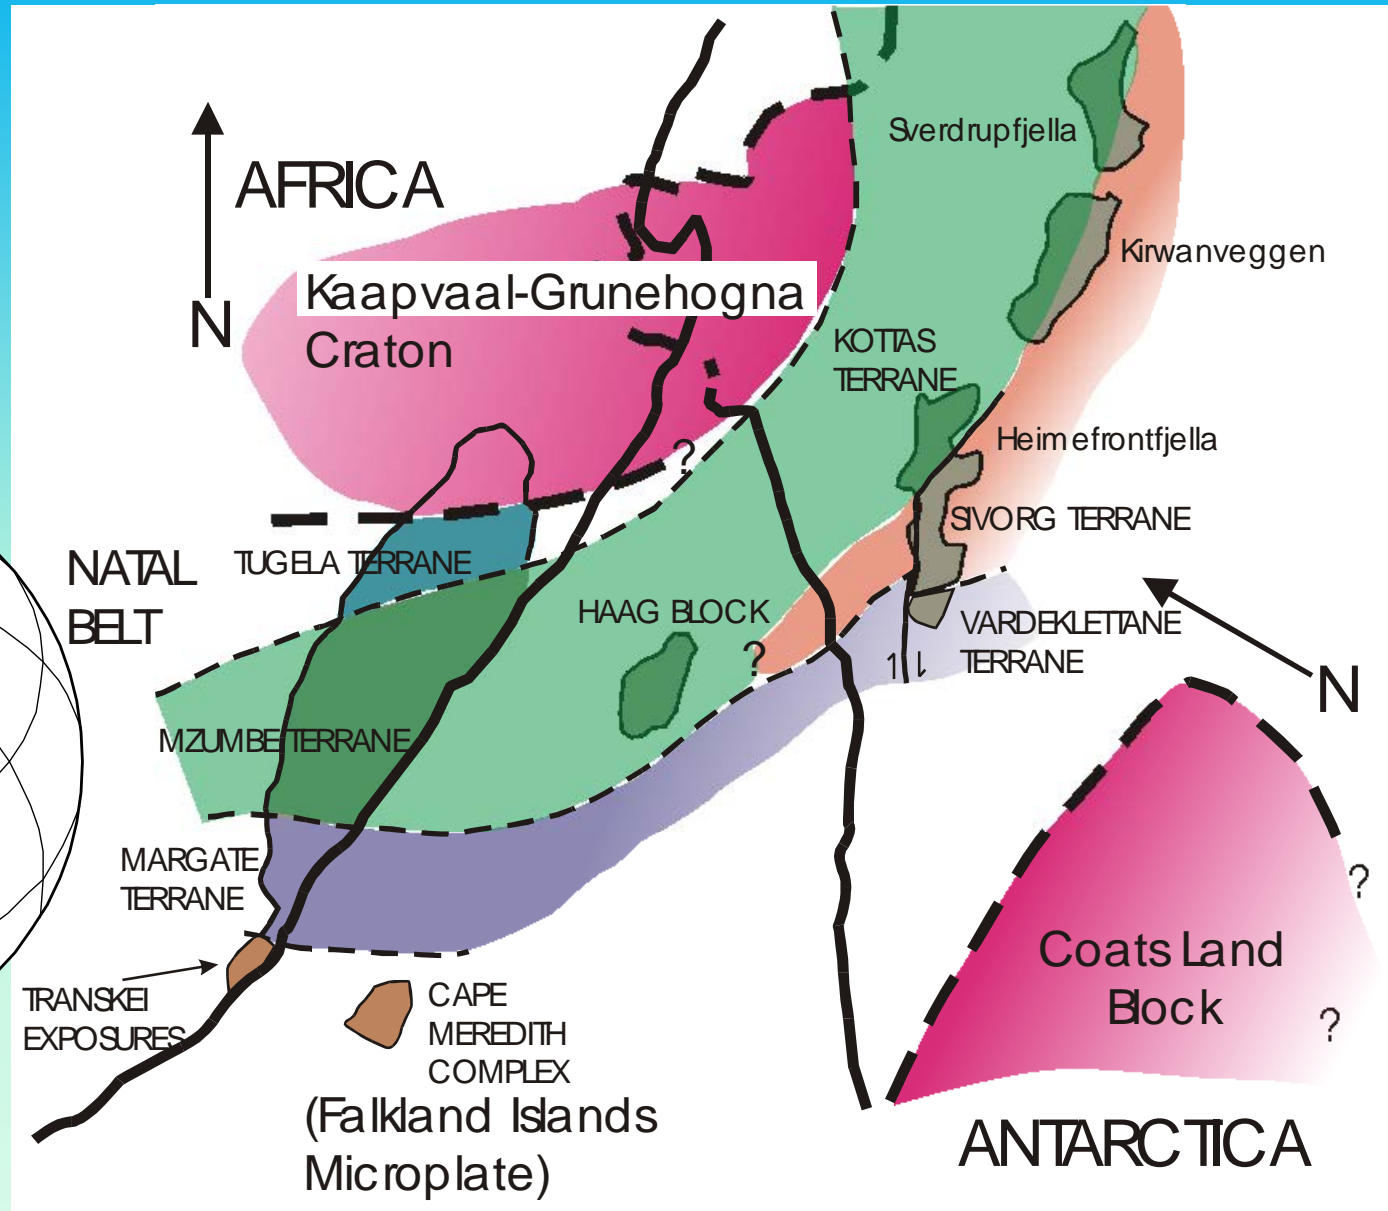 Sverdrupfjella
AFRICA
N
Kirwanveggen
Kaapvaal-Grunehogna
Craton
KOTTAS
TERRANE
?
Heimefrontfjella
SIVORG TERRANE
NATAL
BELT
TUGELA TERRANE
HAAG BLOCK
?
VARDEKLETTANE
TERRANE
N
MZUMBE TERRANE
MARGATE
TERRANE
?
Coats Land
Block
?
TRANSKEI
EXPOSURES
CAPE
MEREDITH
COMPLEX
(Falkland Islands
Microplate)
ANTARCTICA